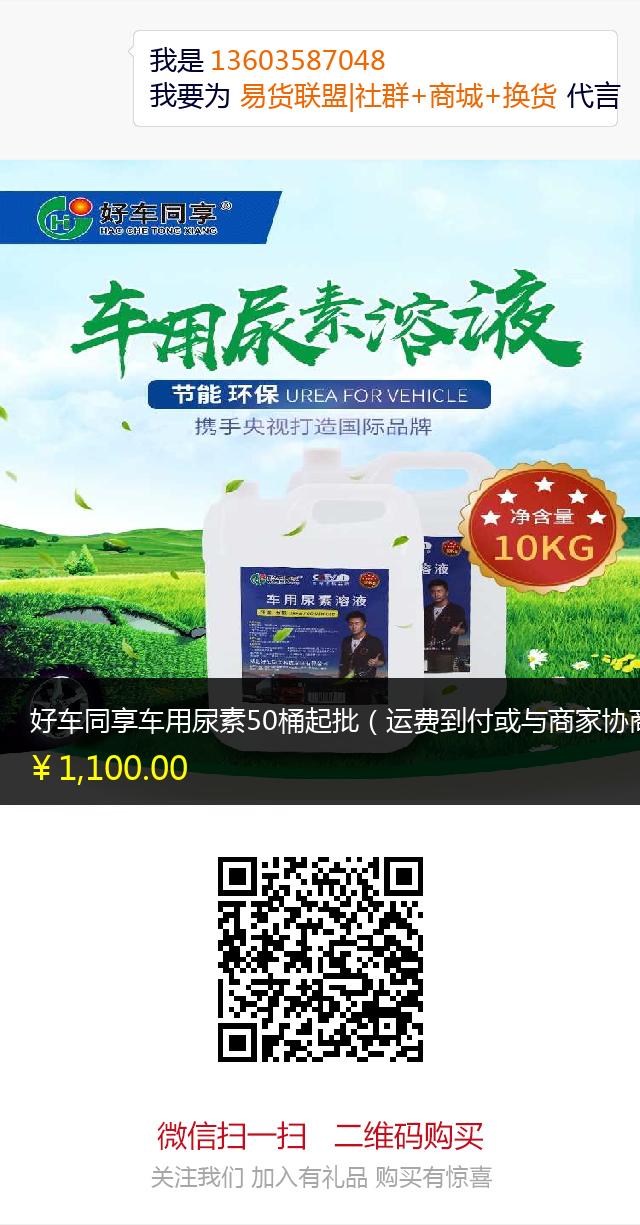 我是 13603587048
我要为 易货联盟|社群+商城+换货 代言
好车同享®
HAO CHE TONG XIANG
车用尿素溶液
节能 环保 UREA FOR VEHICLE
携手央视打造国际品牌
净含量
10KG
车用尿素溶液
好车同享车用尿素50桶起批（运费到付或与商家协商
¥1,100.00
微信扫一扫 二维码购买
关注我们 加入有礼品 购买有惊喜